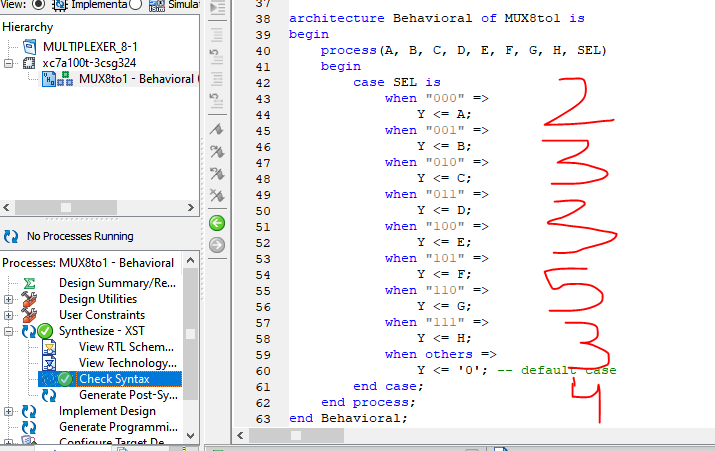 View: Implementa Simula
Hierarchy
MULTIPLEXER_8-1
xc7a100t-3csg324
MUX8to1 - Behavioral
No Processes Running
Processes: MUX8to1 - Behavioral
Design Summary/Re...
Design Utilities
User Constraints
Synthesize - XST
View RTL Schem...
View Technology...
Check Syntax
Generate Post-Sy...
Implement Design
Generate Programmi...
Configure Target De...
37
38 architecture Behavioral of MUX8to1 is
39 begin
40 process(A, B, C, D, E, F, G, H, SEL)
41 begin
42 case SEL is
43 when "000" =>
44 Y <= A;
45 when "001" =>
46 Y <= B;
47 when "010" =>
48 Y <= C;
49 when "011" =>
50 Y <= D;
51 when "100" =>
52 Y <= E;
53 when "101" =>
54 Y <= F;
55 when "110" =>
56 Y <= G;
57 when "111" =>
58 Y <= H;
59 when others =>
60 Y <= '0'; -- default case
61 end case;
62 end process;
63 end Behavioral;
2
3
3
5
3
4